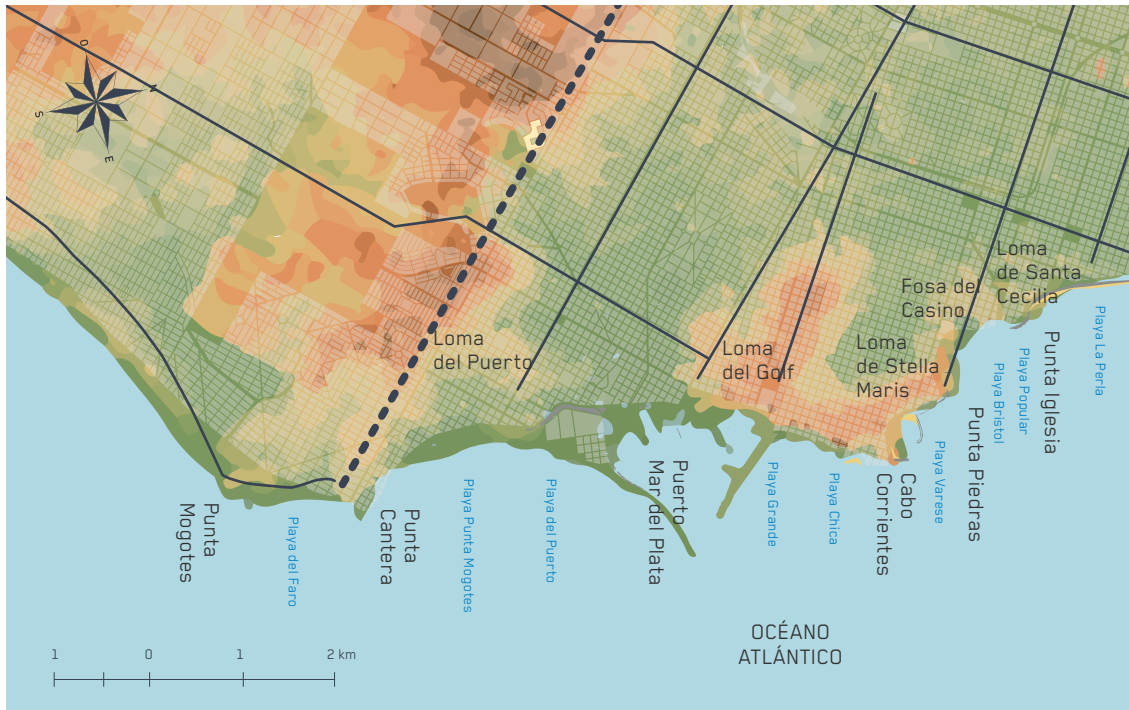 O
N
S
E
Loma
de Santa
Cecilia
Fosa del
Casino
Loma
del Puerto
Loma
del Golf
Loma
de Stella
Maris
Playa La Perla
Punta Iglesia
Playa Popular
Playa Bristol
Punta Piedras
Playa Varese
Cabo
Corrientes
Playa Chica
Playa Grande
Puerto
Mar del Plata
Playa del Puerto
Playa Punta Mogotes
Punta
Cantera
Playa del Faro
Punta
Mogotes
OCÉANO
ATLÁNTICO
1 0 1 2 km